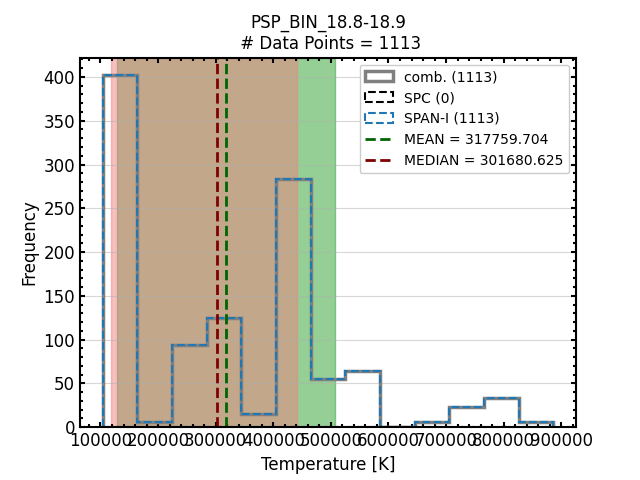 PSP_BIN_18.8-18.9
# Data Points = 1113
400
350
300
250
200
150
100
50
0
Frequency
comb. (1113)
SPC (0)
SPAN-I (1113)
MEAN = 317759.704
MEDIAN = 301680.625
100000 200000 300000 400000 500000 600000 700000 800000 900000
Temperature [K]